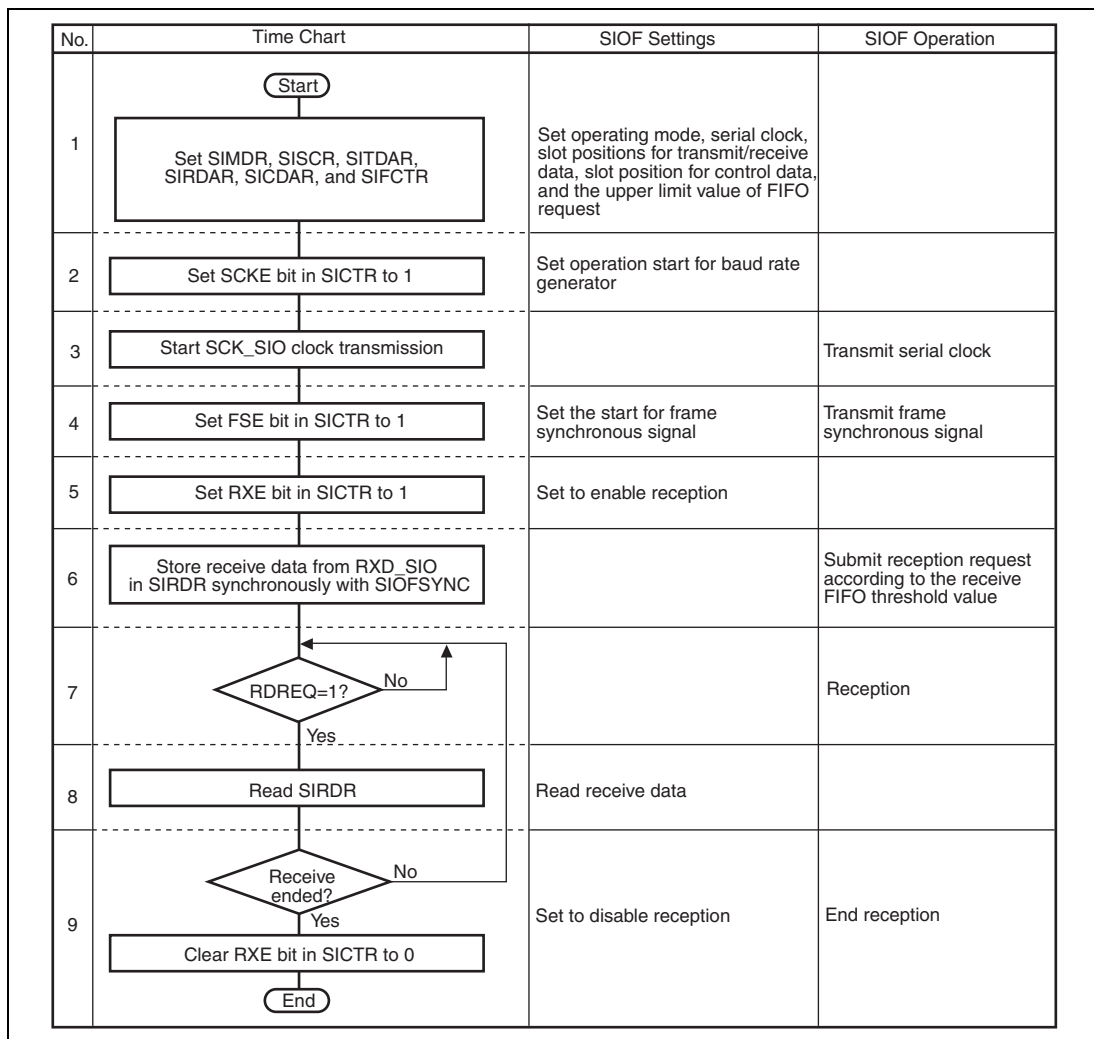 No. Time Chart SIOF Settings SIOF Operation
Start
1
Set SIMDR, SISCR, SITDAR,
SIRDAR, SICDAR, and SIFCTR
Set operating mode, serial clock,
slot positions for transmit/receive
data, slot position for control data,
and the upper limit value of FIFO
request
2
Set SCKE bit in SICTR to 1
Set operation start for baud rate
generator
3
Start SCK_SIO clock transmission
Transmit serial clock
4
Set FSE bit in SICTR to 1
Set the start for frame
synchronous signal
Transmit frame
synchronous signal
5
Set RXE bit in SICTR to 1
Set to enable reception
6
Store receive data from RXD_SIO
in SIRDR synchronously with SIOFSYNC
Submit reception request
according to the receive
FIFO threshold value
7
RDREQ=1?
No
Yes
Reception
8
Read SIRDR
Read receive data
9
Receive
ended?
No
Yes
Set to disable reception
End reception
Clear RXE bit in SICTR to 0
End